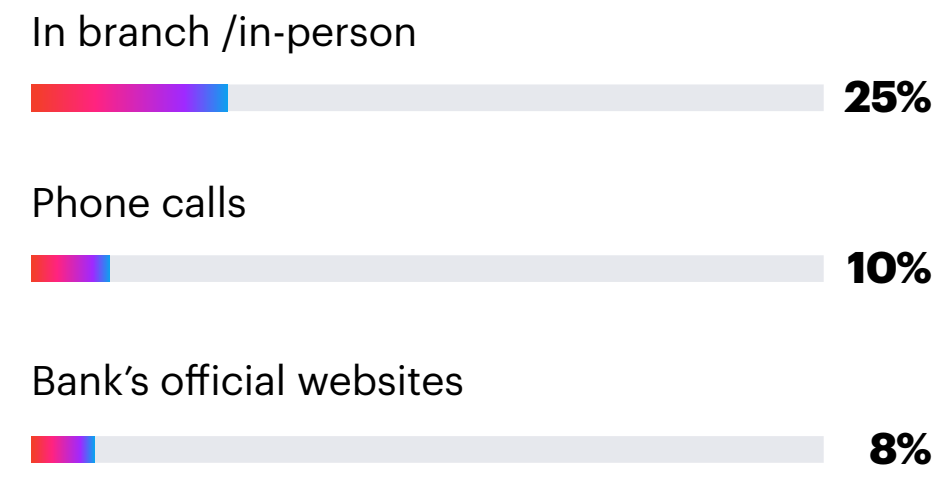 In branch /in-person
25%
Phone calls
10%
Bank’s official websites
8%